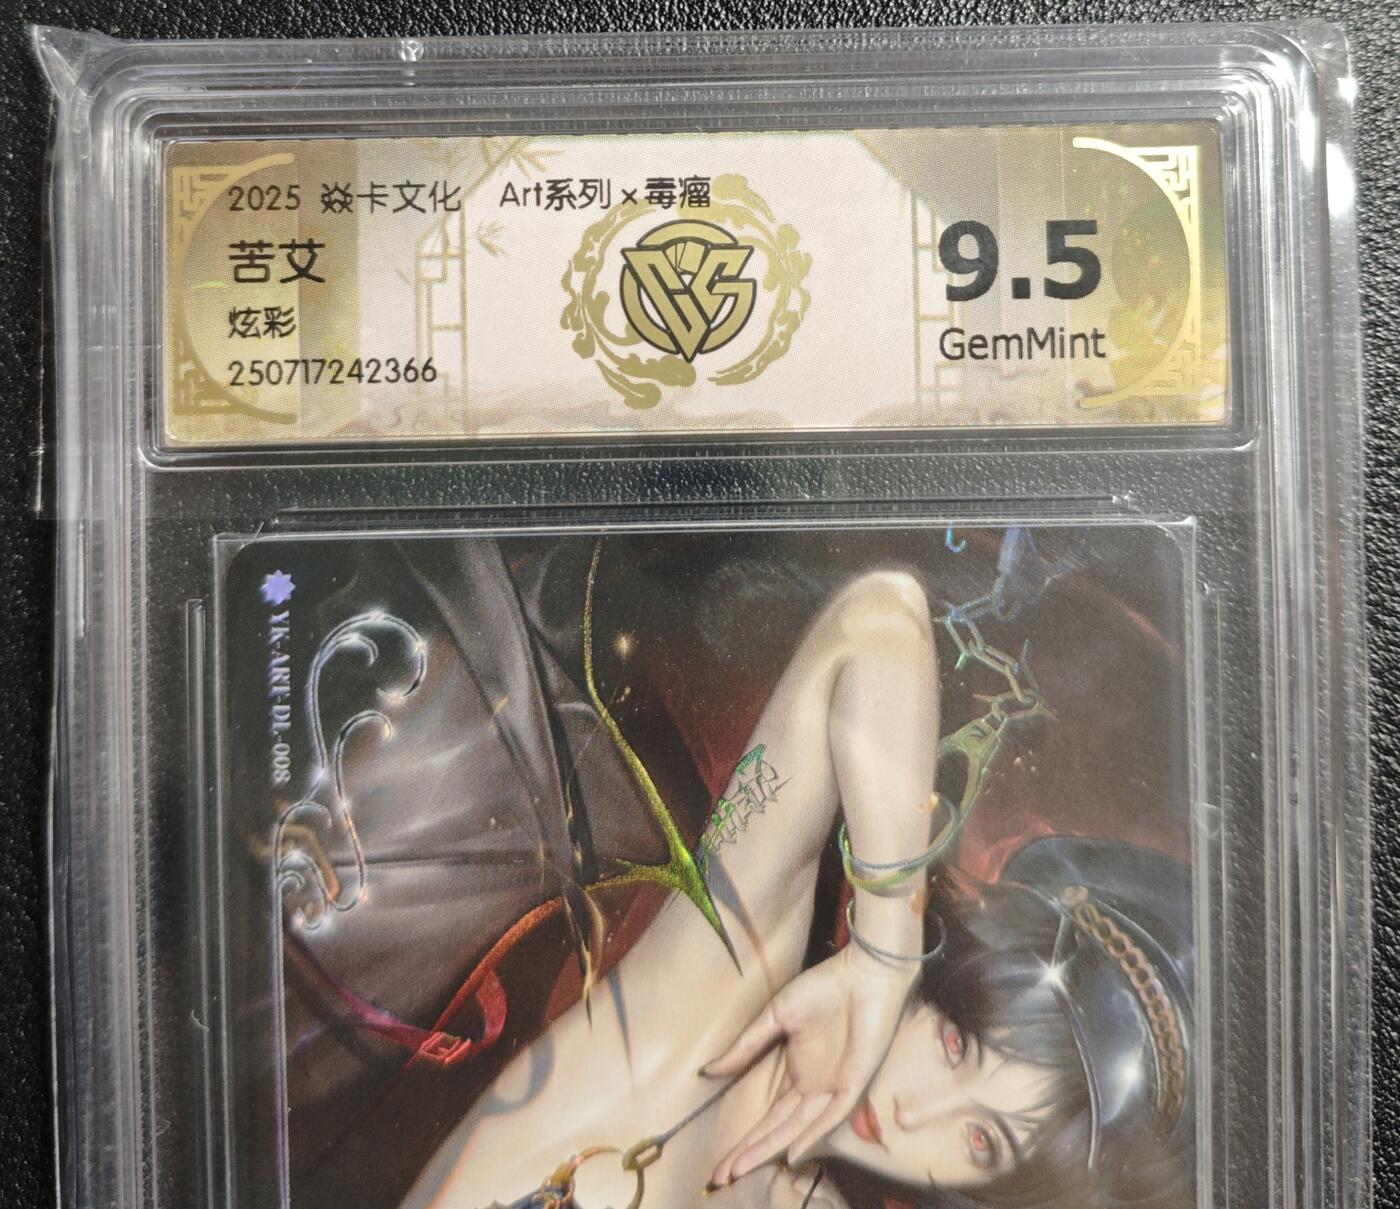 2025 焱卡文化 Art系列×毒瘤
苦艾
炫彩
250717242366
9.5
GemMint
YK-ART-DL-008